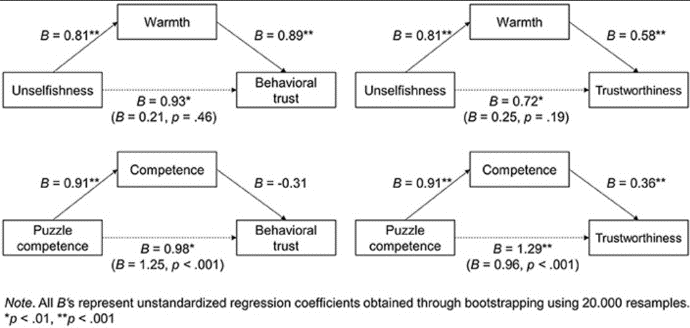 Warmth
B = 0.81**
B = 0.89**
Unselfishness
Behavioral
trust
B = 0.93*
(B = 0.21, p = .46)
Warmth
B = 0.81**
B = 0.58**
Unselfishness
Trustworthiness
B = 0.72*
(B = 0.25, p = .19)
Competence
B = 0.91**
B = -0.31
Puzzle
competence
Behavioral
trust
B = 0.98*
(B = 1.25, p < .001)
Competence
B = 0.91**
B = 0.36**
Puzzle
competence
Trustworthiness
B = 1.29**
(B = 0.96, p < .001)
Note. All B's represent unstandardized regression coefficients obtained through bootstrapping using 20.000 resamples.
*p < .01, **p < .001